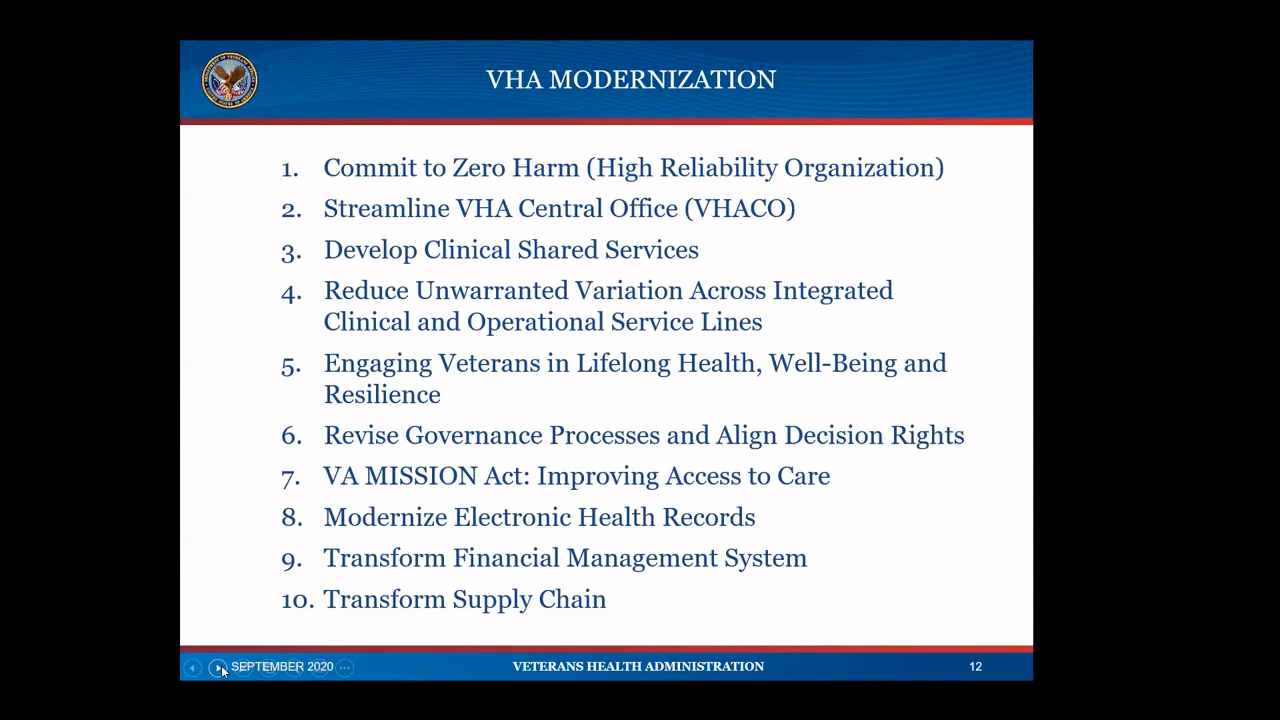 VHA MODERNIZATION
1. Commit to Zero Harm (High Reliability Organization)
2. Streamline VHA Central Office (VHACO)
3. Develop Clinical Shared Services
4. Reduce Unwarranted Variation Across Integrated
Clinical and Operational Service Lines
5. Engaging Veterans in Lifelong Health, Well-Being and
Resilience
6. Revise Governance Processes and Align Decision Rights
7. VA MISSION Act: Improving Access to Care
8. Modernize Electronic Health Records
9. Transform Financial Management System
10. Transform Supply Chain
SEPTEMBER 2020 VETERANS HEALTH ADMINISTRATION 12